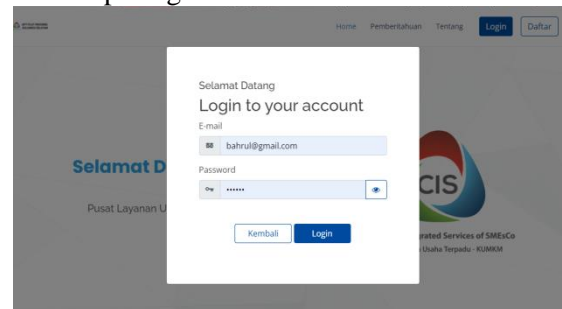 Home Pemberitahuan Tentang Login Daftar
Selamat Datang
Login to your account
E-mail
bahrul@gmail.com
Password
••••••
Kembali Login
Selamat D
Pusat Layanan U
CIS
grated Services of SMEsCo
Usaha Terpadu - KUMKM